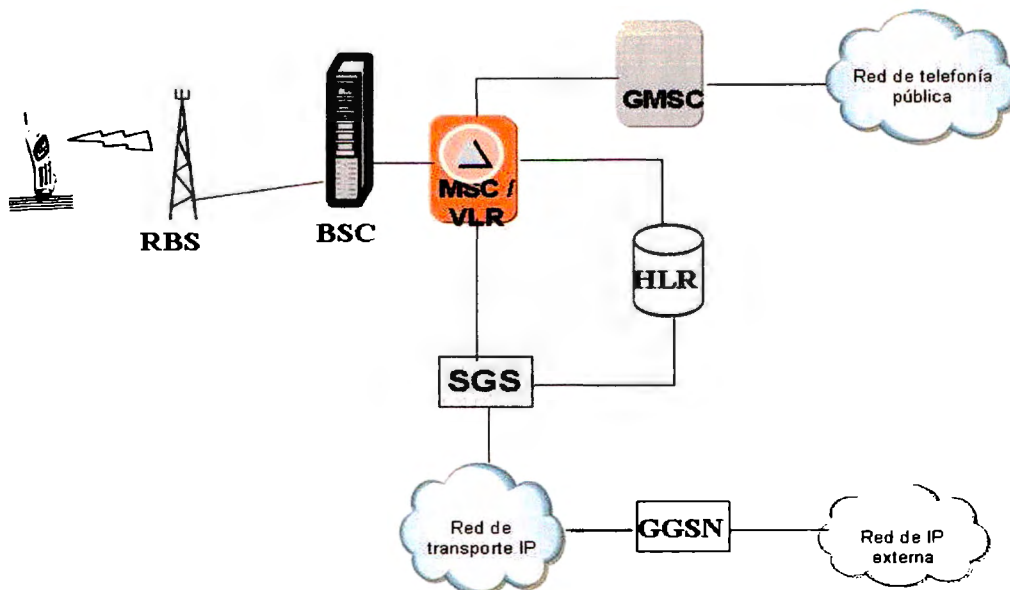 Red de telefonía
pública
GMSC
MSC /
VLR
RBS
BSC
HLR
SGS
Red de
transporte IP
GGSN
Red de IP
externa